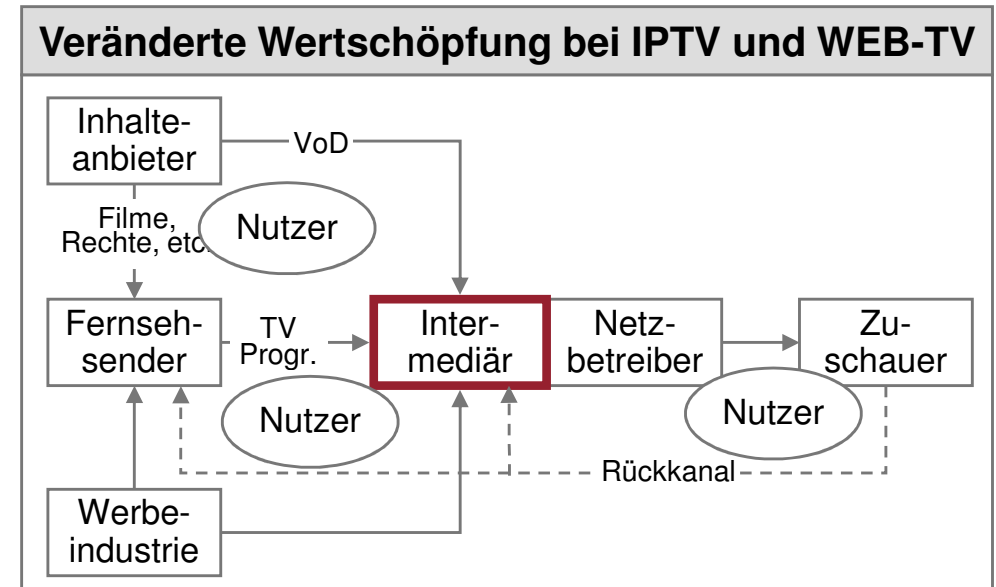 Veränderte Wertschöpfung bei IPTV und WEB-TV
Inhalte-
anbieter
VoD
Filme,
Rechte, etc.
Nutzer
Fernseh-
sender
TV
Progr.
Inter-
mediär
Netz-
betreiber
Zu-
schauer
Nutzer
Nutzer
Rückkanal
Werbe-
industrie